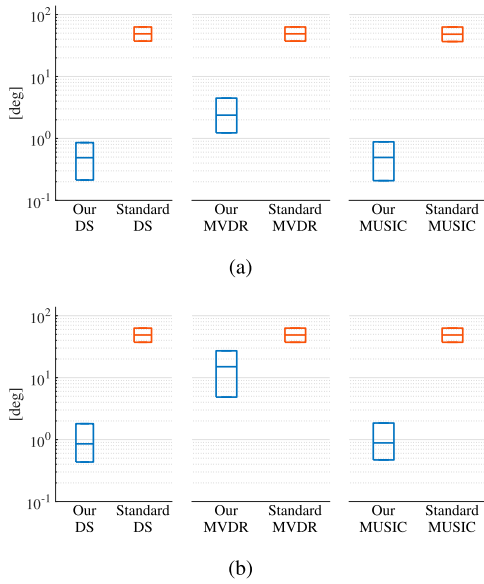 10^2
10^1
10^0
10^-1
[deg]
Our Standard Our Standard Our Standard
DS DS MVDR MVDR MUSIC MUSIC
(a)
10^2
10^1
10^0
10^-1
[deg]
Our Standard Our Standard Our Standard
DS DS MVDR MVDR MUSIC MUSIC
(b)